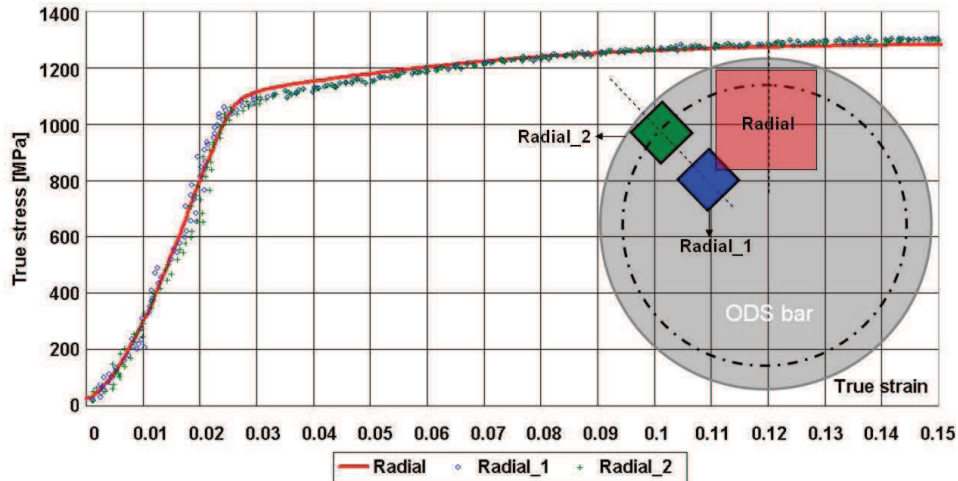 1400
1200
1000
800
600
400
200
0
True stress [MPa]
Radial
Radial_2
Radial_1
ODS bar
True strain
0 0.01 0.02 0.03 0.04 0.05 0.06 0.07 0.08 0.09 0.1 0.11 0.12 0.13 0.14 0.15
Radial Radial_1 Radial_2